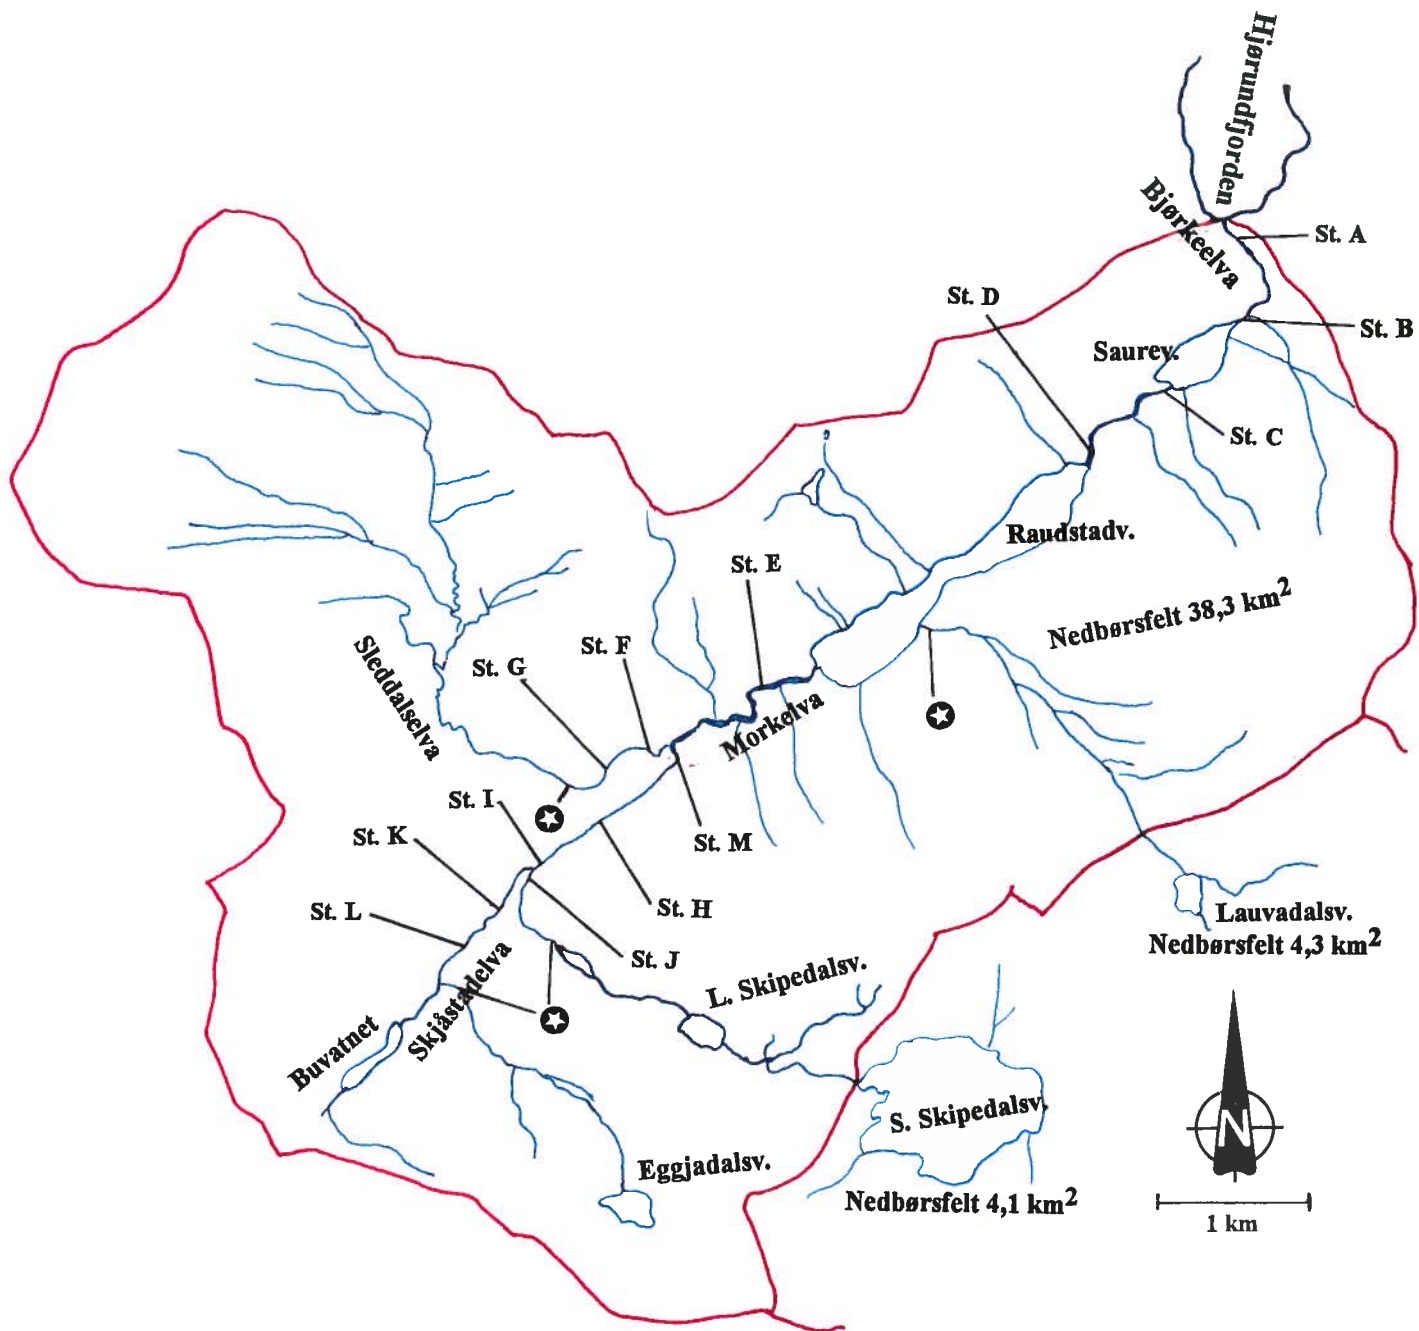 Hjørundfjorden
Bjørkeelva
St. A
St. D
St. B
Saurev.
St. C
Raudstadv.
St. E
Nedbørsfelt 38,3 km²
St. F
St. G
Sleddalselva
Morkelva
St. I
St. K
St. M
St. H
St. L
Lauvadalsv.
Nedbørsfelt 4,3 km²
St. J
L. Skipedalsv.
Skjåstadelva
Buvatnet
S. Skipedalsv.
N
Eggjadalsv.
Nedbørsfelt 4,1 km²
1 km